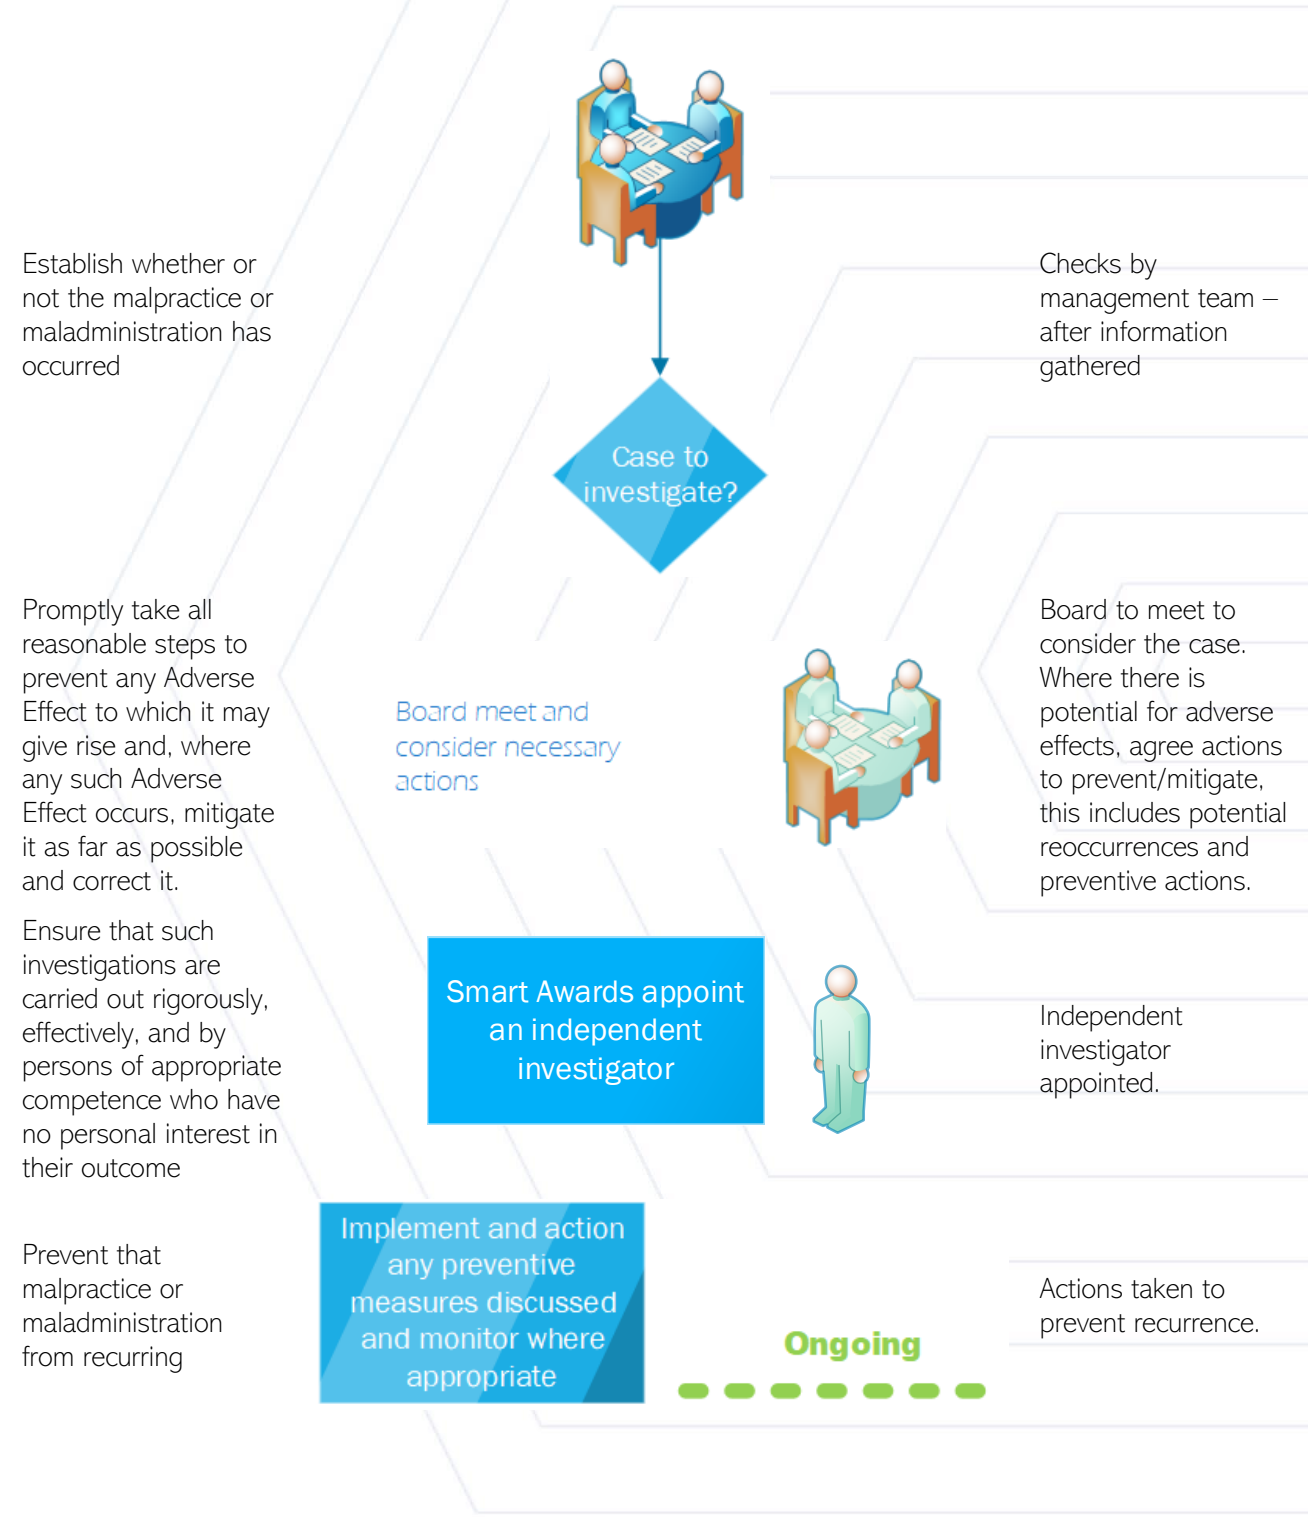 Establish whether or
not the malpractice or
maladministration has
occurred
Case to
investigate?
Checks by
management team –
after information
gathered
Promptly take all
reasonable steps to
prevent any Adverse
Effect to which it may
give rise and, where
any such Adverse
Effect occurs, mitigate
it as far as possible
and correct it.
Board meet and
consider necessary
actions
Board to meet to
consider the case.
Where there is
potential for adverse
effects, agree actions
to prevent/mitigate,
this includes potential
reoccurrences and
preventive actions.
Ensure that such
investigations are
carried out rigorously,
effectively, and by
persons of appropriate
competence who have
no personal interest in
their outcome
Smart Awards appoint
an independent
investigator
Independent
investigator
appointed.
Prevent that
malpractice or
maladministration
from recurring
Implement and action
any preventive
measures discussed
and monitor where
appropriate
Ongoing
Actions taken to
prevent recurrence.